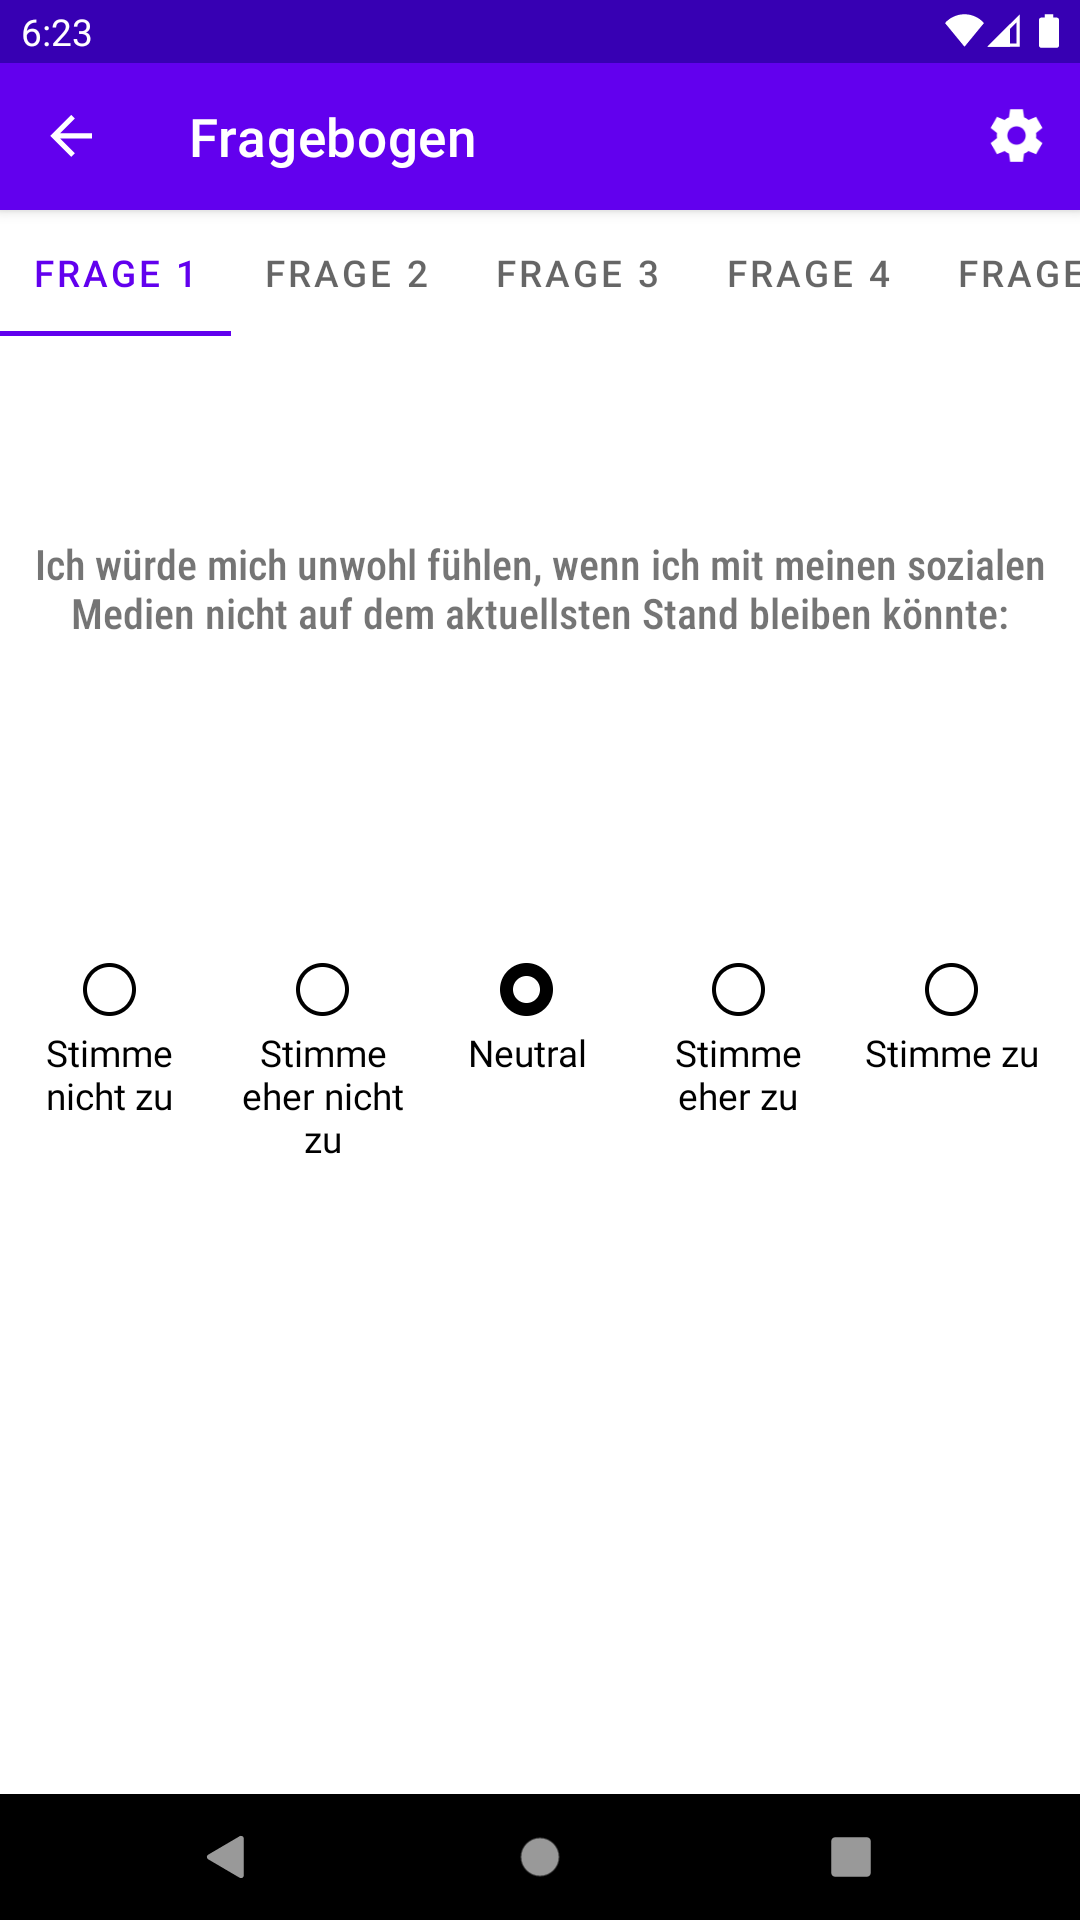 6:23
Fragebogen
FRAGE 1 FRAGE 2 FRAGE 3 FRAGE 4 FRAGE
Ich würde mich unwohl fühlen, wenn ich mit meinen sozialen
Medien nicht auf dem aktuellsten Stand bleiben könnte:
Stimme nicht zu
Stimme eher nicht zu
Neutral
Stimme eher zu
Stimme zu